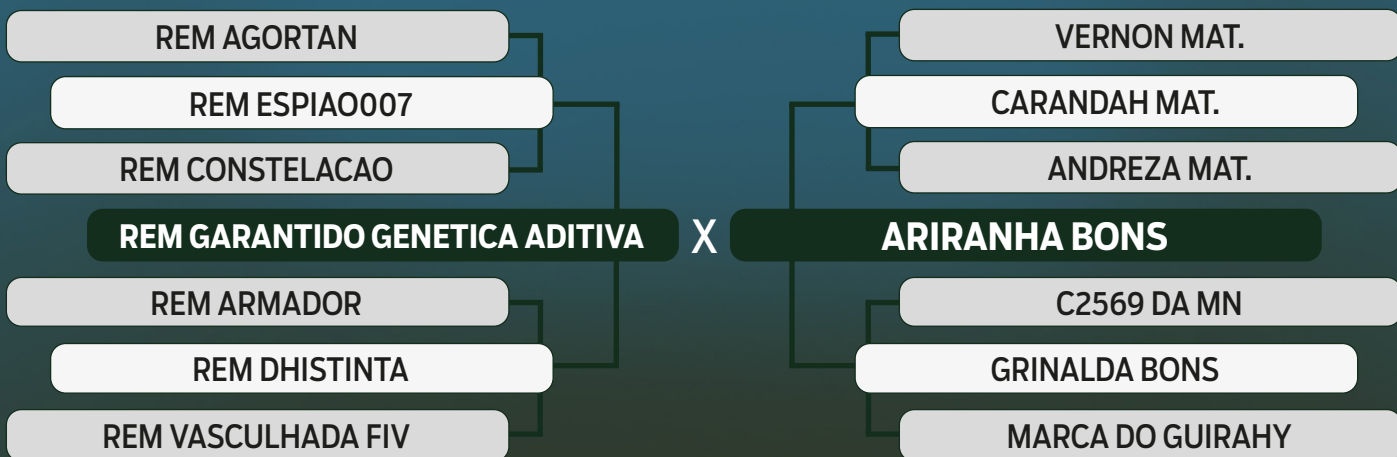 REM AGORTAN
REM ESPIAO007
REM CONSTELACAO
REM GARANTIDO GENETICA ADITIVA
REM ARMADOR
REM DHISTINTA
REM VASCULHADA FIV
X
VERNON MAT.
CARANDAH MAT.
ANDREZA MAT.
ARIRANHA BONS
C2569 DA MN
GRINALDA BONS
MARCA DO GUIRAHY